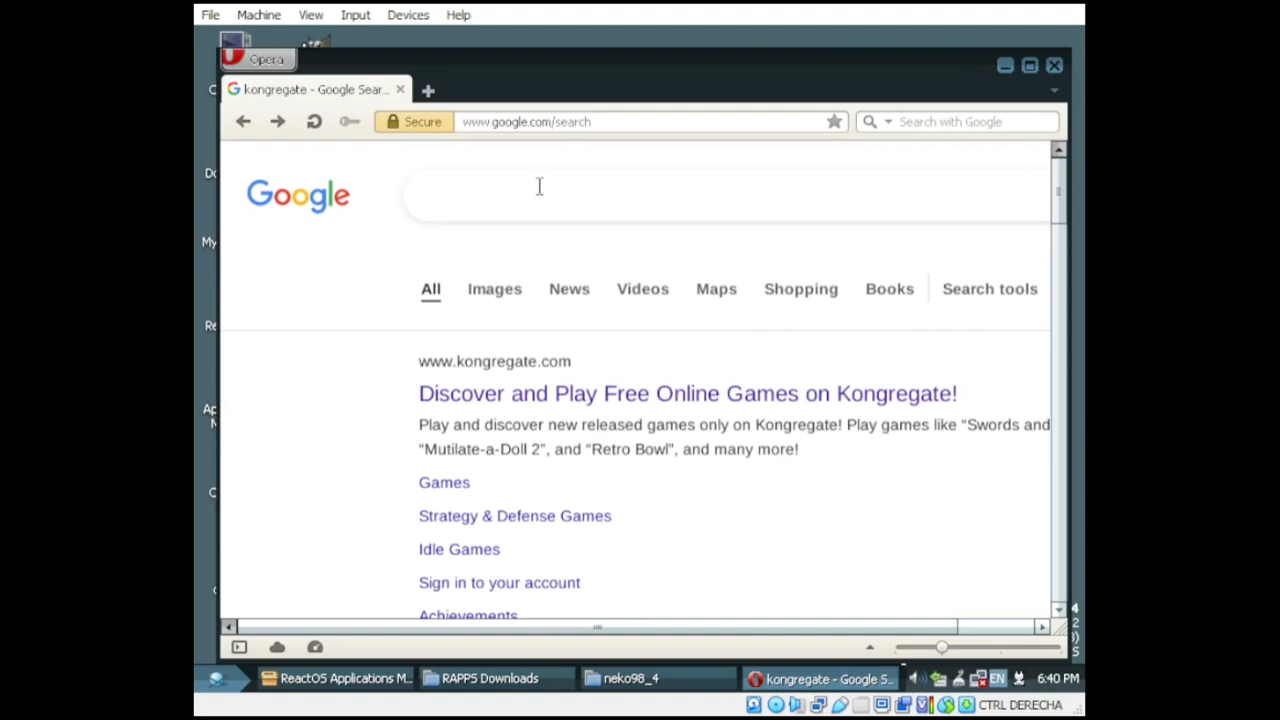 File Machine View Input Devices Help
Opera
kongregate - Google Sear...
Secure www.google.com/search Search with Google
Google
All Images News Videos Maps Shopping Books Search tools
www.kongregate.com
Discover and Play Free Online Games on Kongregate!
Play and discover new released games only on Kongregate! Play games like “Swords and
“Mutilate-a-Doll 2”, and “Retro Bowl”, and many more!
Games
Strategy & Defense Games
Idle Games
Sign in to your account
Achievements
ReactOS Applications M... RAPPS Downloads neko98_4 kongregate - Google S... EN 6:40 PM
CTRL DERECHA